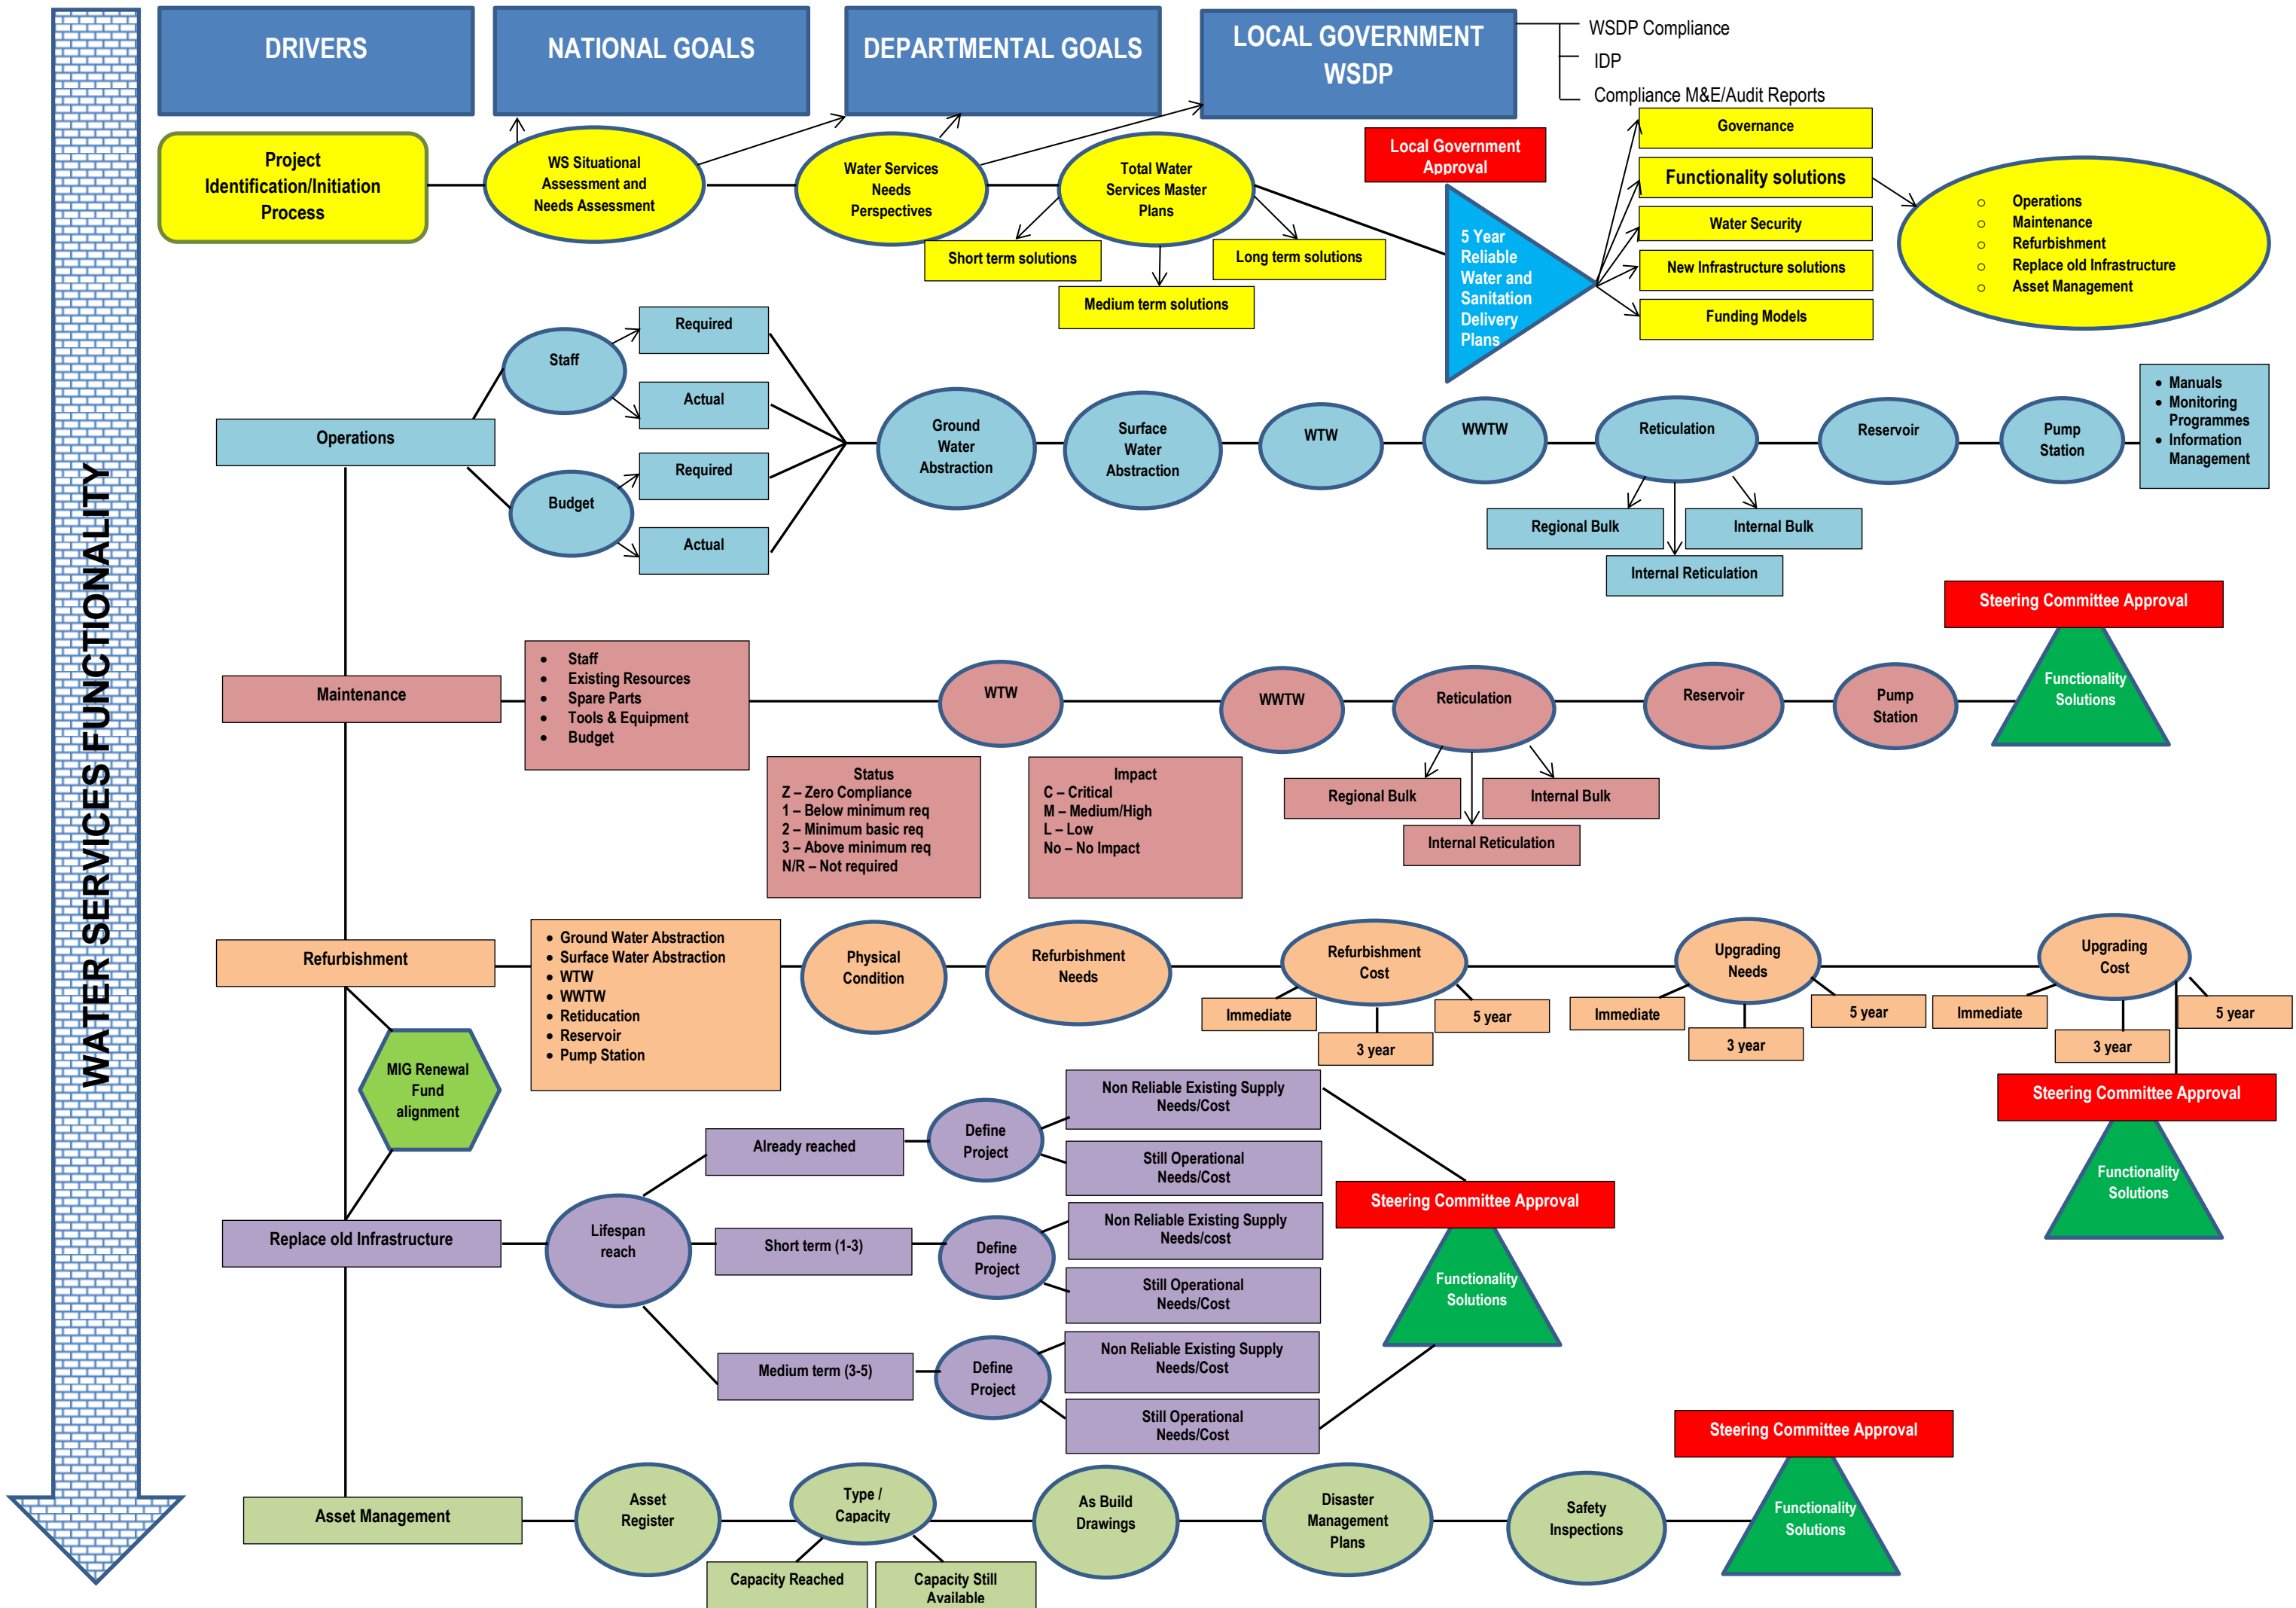 WATER SERVICES FUNCTIONALITY
DRIVERS
NATIONAL GOALS
DEPARTMENTAL GOALS
LOCAL GOVERNMENT
WSDP
WSDP Compliance
IDP
Compliance M&E/Audit Reports
Project
Identification/Initiation
Process
WS Situational
Assessment and
Needs Assessment
Water Services
Needs
Perspectives
Total Water
Services Master
Plans
Short term solutions
Medium term solutions
Long term solutions
Local Government
Approval
5 Year
Reliable
Water and
Sanitation
Delivery
Plans
Governance
Functionality solutions
Water Security
New Infrastructure solutions
Funding Models
○ Operations
○ Maintenance
○ Refurbishment
○ Replace old Infrastructure
○ Asset Management
Operations
Staff
Required
Actual
Budget
Required
Actual
Ground
Water
Abstraction
Surface
Water
Abstraction
WTW
WWTW
Reticulation
Regional Bulk
Internal Bulk
Internal Reticulation
Reservoir
Pump
Station
• Manuals
• Monitoring
Programmes
• Information
Management
Maintenance
• Staff
• Existing Resources
• Spare Parts
• Tools & Equipment
• Budget
WTW
WWTW
Reticulation
Regional Bulk
Internal Bulk
Internal Reticulation
Reservoir
Pump
Station
Steering Committee Approval
Functionality
Solutions
Status
Z – Zero Compliance
1 – Below minimum req
2 – Minimum basic req
3 – Above minimum req
N/R – Not required
Impact
C – Critical
M – Medium/High
L – Low
No – No Impact
Refurbishment
• Ground Water Abstraction
• Surface Water Abstraction
• WTW
• WWTW
• Retiducation
• Reservoir
• Pump Station
Physical
Condition
Refurbishment
Needs
Refurbishment
Cost
Immediate
3 year
5 year
Upgrading
Needs
Immediate
3 year
5 year
Upgrading
Cost
Immediate
3 year
5 year
Steering Committee Approval
Functionality
Solutions
MIG Renewal
Fund
alignment
Replace old Infrastructure
Lifespan
reach
Already reached
Define
Project
Non Reliable Existing Supply
Needs/Cost
Still Operational
Needs/Cost
Short term (1-3)
Define
Project
Non Reliable Existing Supply
Needs/cost
Still Operational
Needs/Cost
Medium term (3-5)
Define
Project
Non Reliable Existing Supply
Needs/Cost
Still Operational
Needs/Cost
Steering Committee Approval
Functionality
Solutions
Asset Management
Asset
Register
Type /
Capacity
Capacity Reached
Capacity Still
Available
As Build
Drawings
Disaster
Management
Plans
Safety
Inspections
Steering Committee Approval
Functionality
Solutions